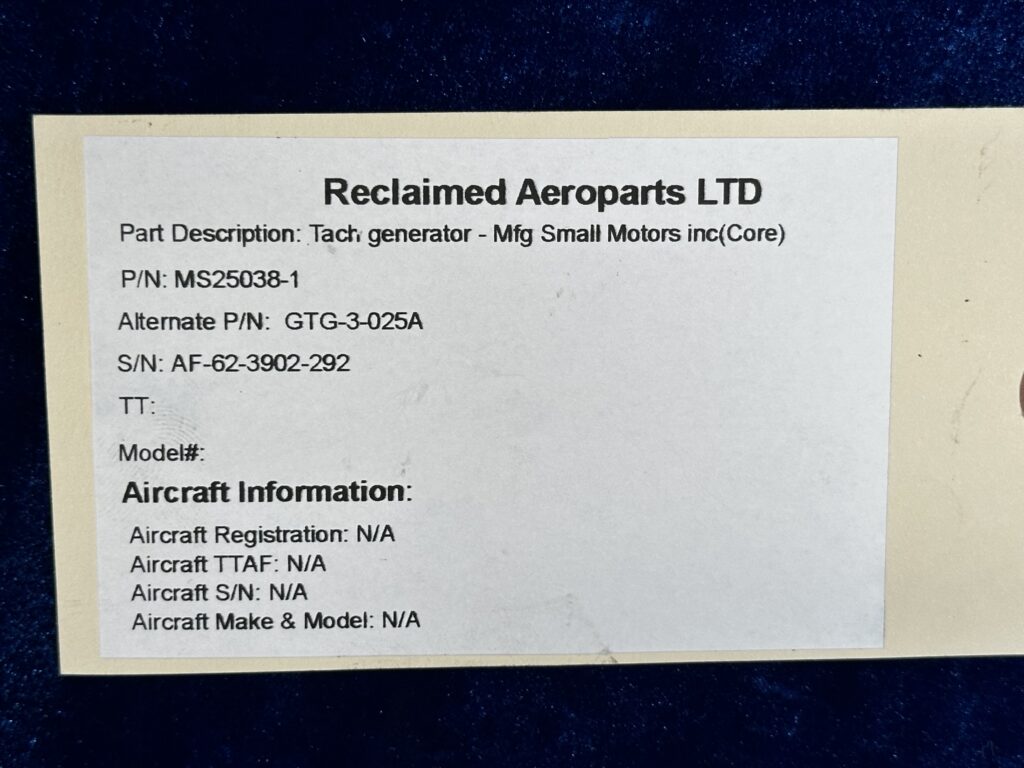 Reclaimed Aeroparts LTD
Part Description: Tach generator - Mfg Small Motors inc(Core)
P/N: MS25038-1
Alternate P/N: GTG-3-025A
S/N: AF-62-3902-292
TT:
Model#:
Aircraft Information:
Aircraft Registration: N/A
Aircraft TTAF: N/A
Aircraft S/N: N/A
Aircraft Make & Model: N/A